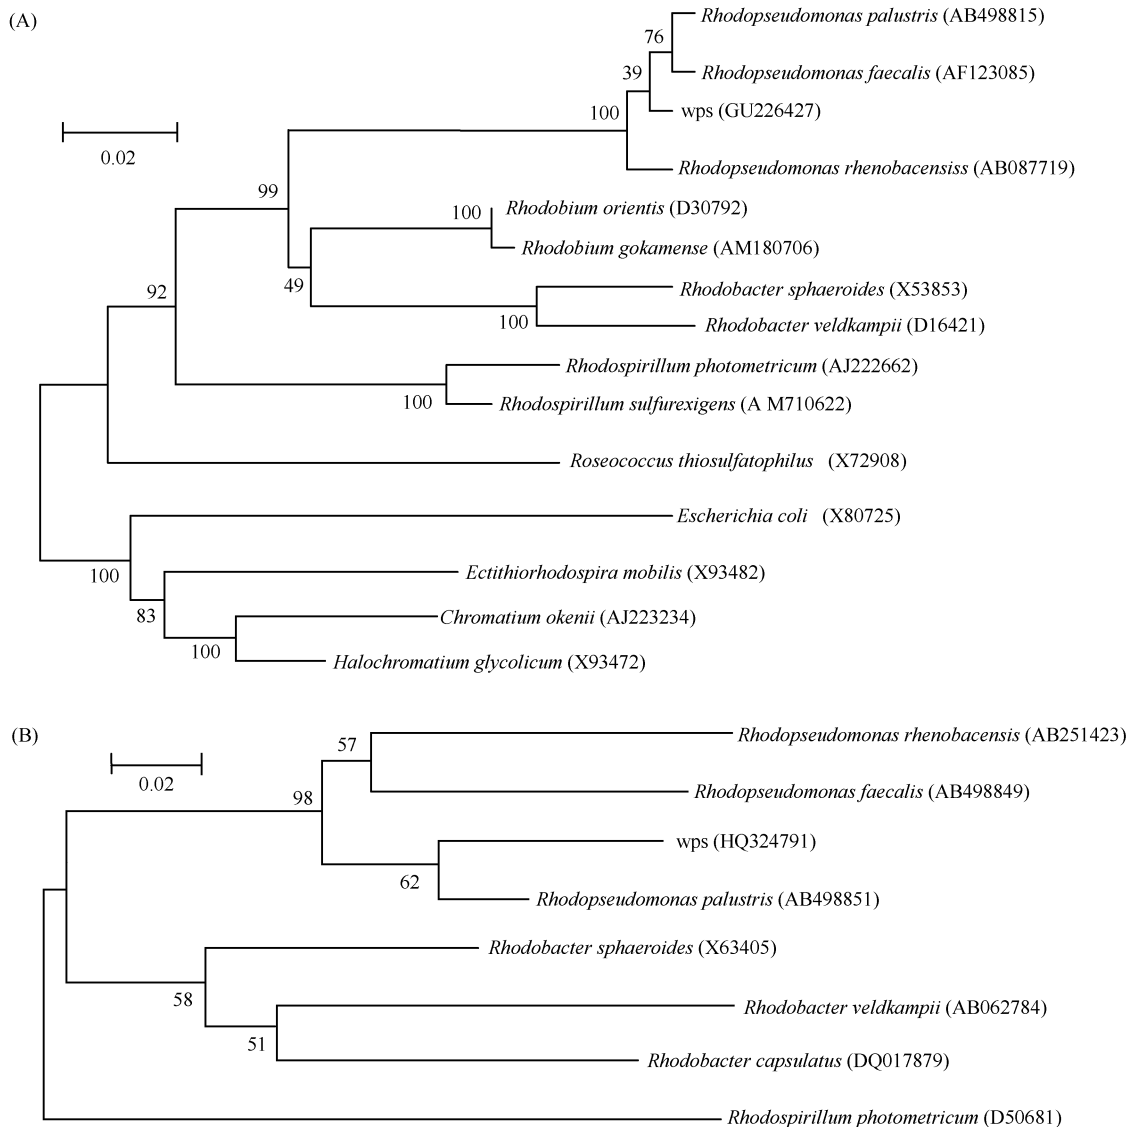 (A)
Rhodopseudomonas palustris (AB498815)
76
39
Rhodopseudomonas faecalis (AF123085)
100
wps (GU226427)
0.02
Rhodopseudomonas rhenobacensiss (AB087719)
99
100
Rhodobium orientis (D30792)
Rhodobium gokamense (AM180706)
92
49
Rhodobacter sphaeroides (X53853)
100
Rhodobacter veldkampii (D16421)
Rhodospirillum photometricum (AJ222662)
100
Rhodospirillum sulfurexigens (A M710622)
Roseococcus thiosulfatophilus (X72908)
Escherichia coli (X80725)
100
Ectithiorhodospira mobilis (X93482)
83
Chromatium okenii (AJ223234)
100
Halochromatium glycolicum (X93472)
(B)
57
Rhodopseudomonas rhenobacensis (AB251423)
0.02
98
Rhodopseudomonas faecalis (AB498849)
wps (HQ324791)
62
Rhodopseudomonas palustris (AB498851)
Rhodobacter sphaeroides (X63405)
58
Rhodobacter veldkampii (AB062784)
51
Rhodobacter capsulatus (DQ017879)
Rhodospirillum photometricum (D50681)